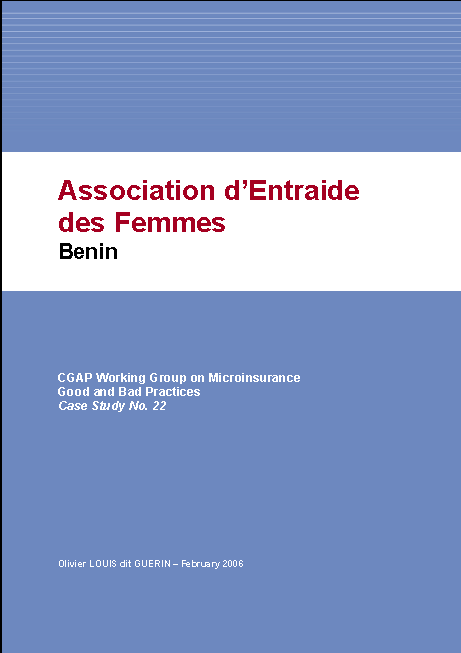 Association d'Entraide
des Femmes
Benin
CGAP Working Group on Microinsurance
Good and Bad Practices
Case Study No. 22
Olivier LOUIS dit GUERIN – February 2006